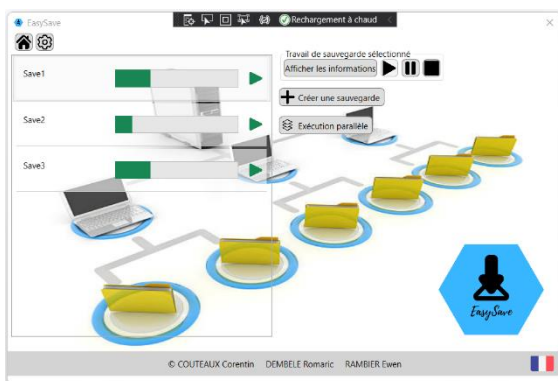 EasySave
Rechargement à chaud
Travail de sauvegarde sélectionné
Afficher les informations
Créer une sauvegarde
Exécution parallèle
Save1
Save2
Save3
EasySave
© COUTEAUX Corentin DEMBELE Romaric RAMBIER Ewen